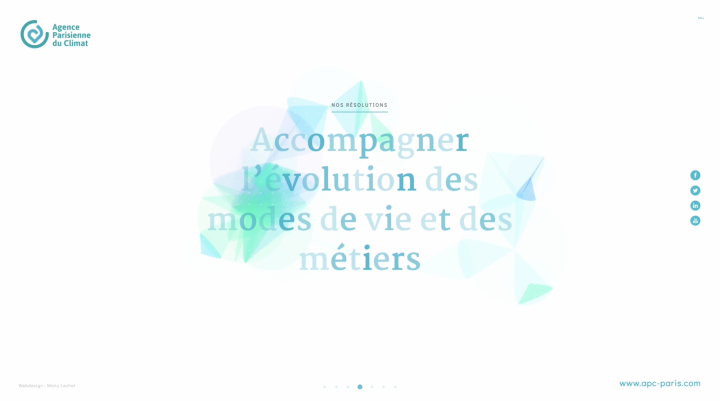 Agence
Parisienne
du Climat
NOS RÉSOLUTIONS
Accompagner
l'évolution des
modes de vie et des
métiers
www.apc-paris.com